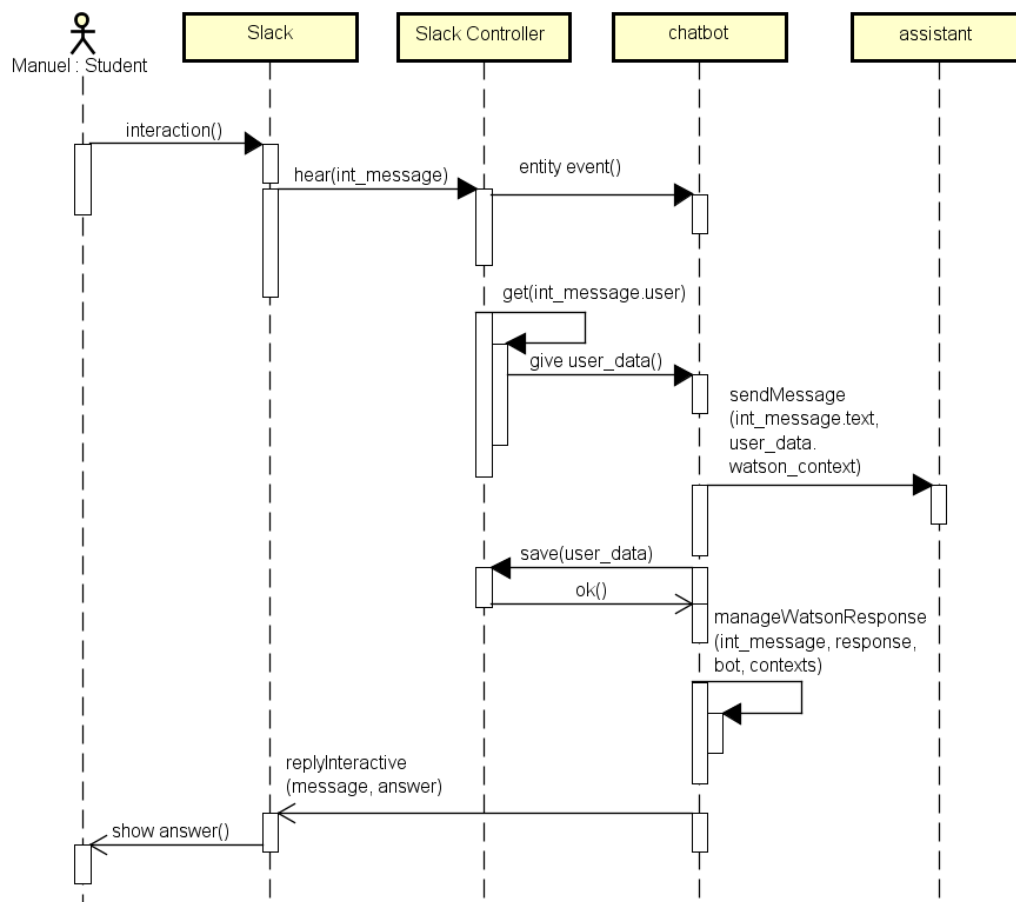 Slack
Slack Controller
chatbot
assistant
Manuel : Student
interaction()
hear(int_message)
entity event()
get(int_message.user)
give user_data()
sendMessage
(int_message.text,
user_data.
watson_context)
save(user_data)
ok()
manageWatsonResponse
(int_message, response,
bot, contexts)
replyInteractive
(message, answer)
show answer()